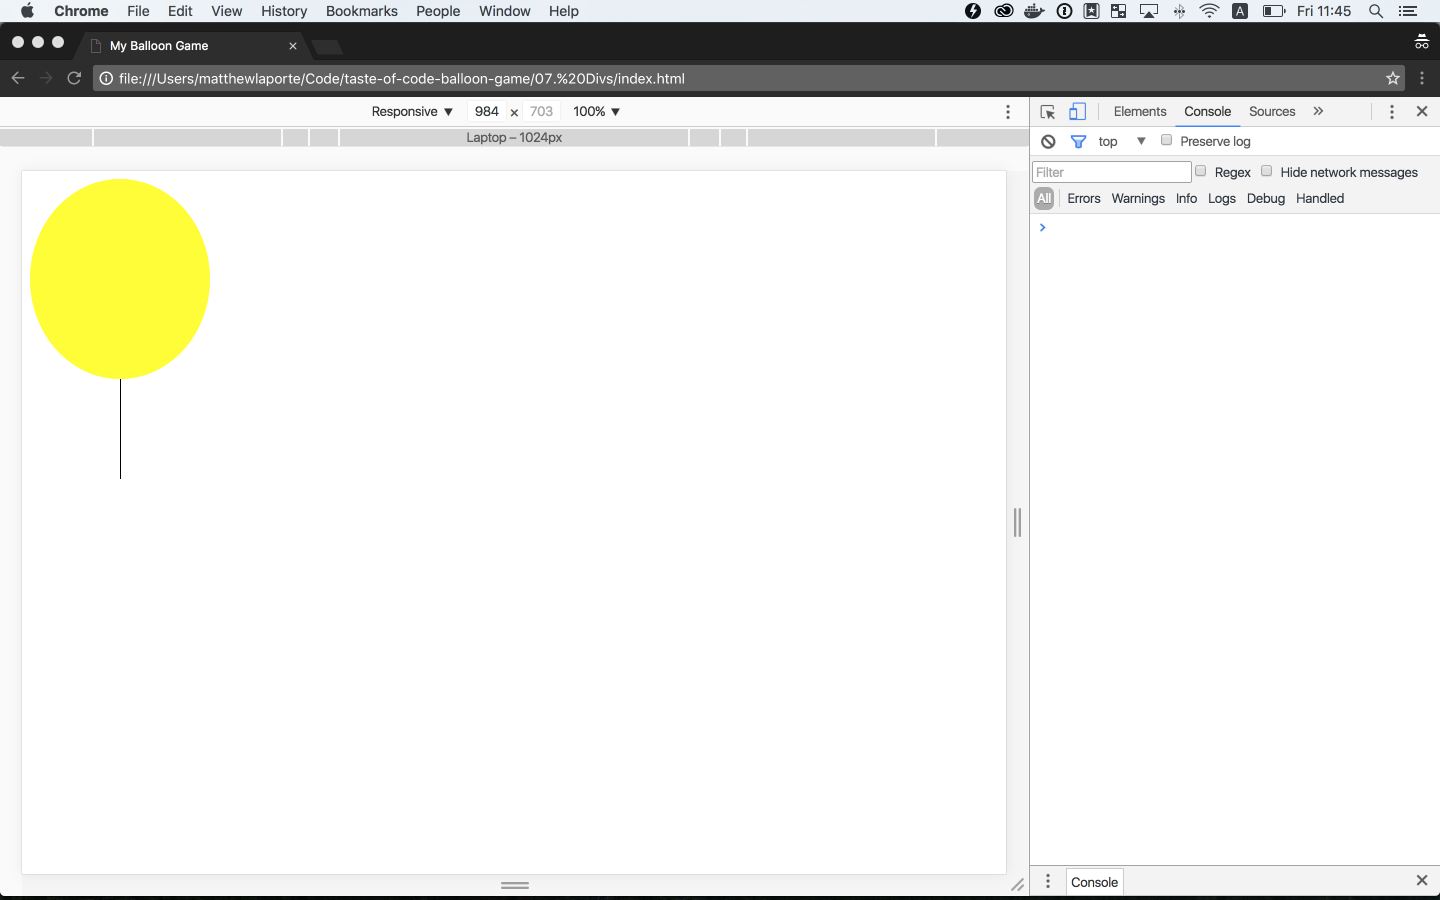 Chrome File Edit View History Bookmarks People Window Help A Fri 11:45
My Balloon Game
file:///Users/matthewlaporte/Code/taste-of-code-balloon-game/07.%20Divs/index.html
Responsive 984 x 703 100%
Elements Console Sources
Laptop – 1024px
top Preserve log
Filter Regex Hide network messages
All Errors Warnings Info Logs Debug Handled
Console